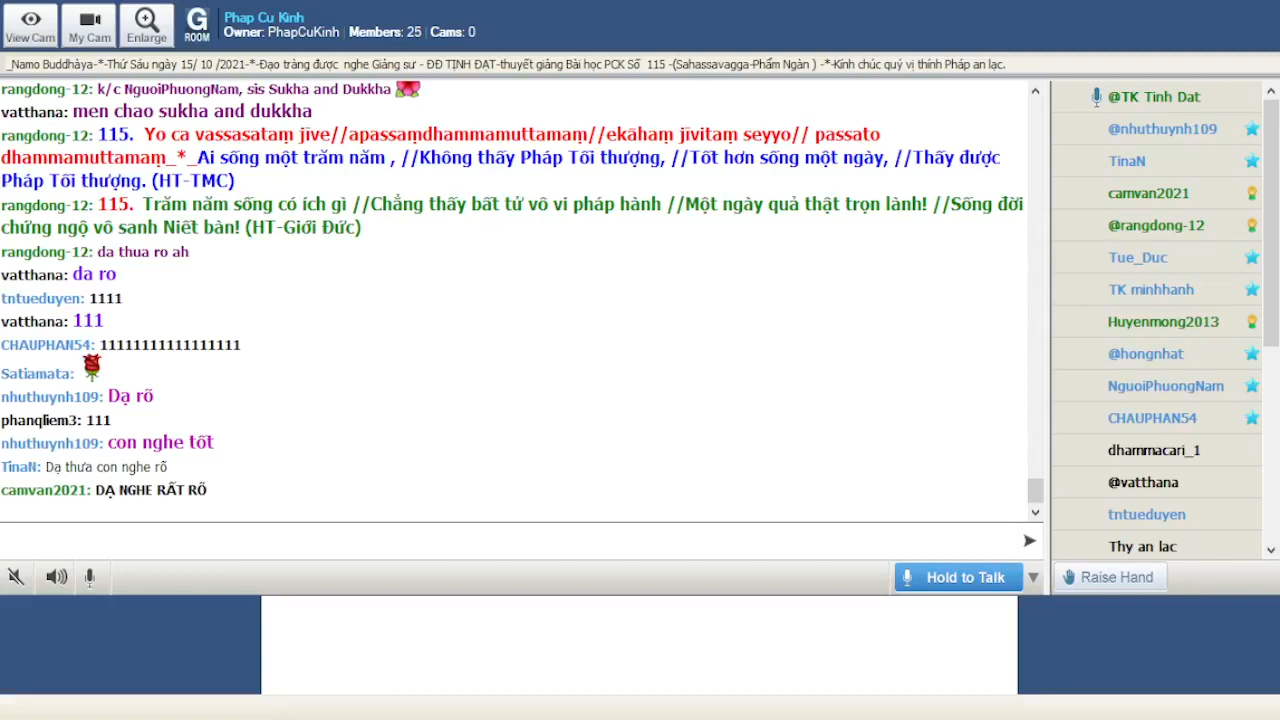 View Cam
My Cam
Enlarge
G
ROOM
Phap Cu Kinh
Owner: PhapCuKinh | Members: 25 | Cams: 0
_Namo Buddhàya-*-Thứ Sáu ngày 15/ 10 /2021-*-Đạo tràng được nghe Giảng sư - ĐĐ TỊNH ĐẠT-thuyết giảng Bài học PCK Số 115 -(Sahassavagga-Phẩm Ngàn ) -*-Kính chúc quý vị thính Pháp an lạc.
rangdong-12: k/c NguoiPhuongNam, sis Sukha and Dukkha
vatthana: men chao sukha and dukkha
rangdong-12: 115. Yo ca vassasataṃ jīve//apassaṃdhammamuttamaṃ//ekāhaṃ jīvitaṃ seyyo// passato
dhammamuttamaṃ_*_Ai sống một trăm năm , //Không thấy Pháp Tối thượng, //Tốt hơn sống một ngày, //Thấy được
Pháp Tối thượng. (HT-TMC)
rangdong-12: 115. Trăm năm sống có ích gì //Chẳng thấy bất tử vô vi pháp hành //Một ngày quả thật trọn lành! //Sống đời
chứng ngộ vô sanh Niết bàn! (HT-Giới Đức)
rangdong-12: da thua ro ah
vatthana: da ro
tntueduyen: 1111
vatthana: 111
CHAUPHAN54: 11111111111111111
Satiamata:
nhuthuynh109: Dạ rõ
phanqliem3: 111
nhuthuynh109: con nghe tốt
TinaN: Dạ thưa con nghe rõ
camvan2021: DẠ NGHE RẤT RÕ
Hold to Talk
@TK Tinh Dat
@nhuthuynh109
TinaN
camvan2021
@rangdong-12
Tue_Duc
TK minhhanh
Huyenmong2013
@hongnhat
NguoiPhuongNam
CHAUPHAN54
dhammacari_1
@vatthana
tntueduyen
Thy an lac
Raise Hand